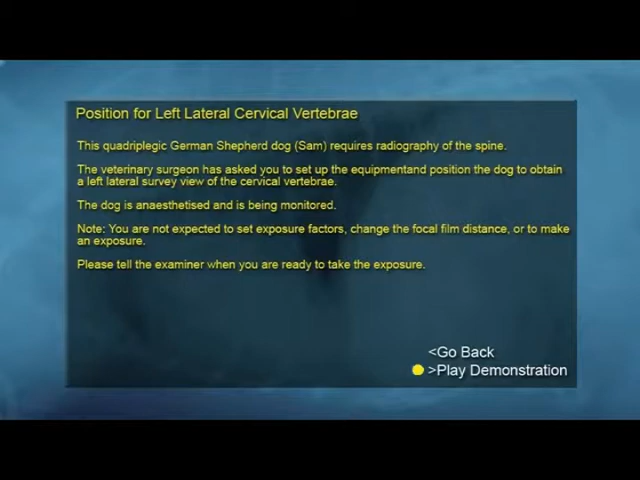 Position for Left Lateral Cervical Vertebrae
This quadriplegic German Shepherd dog (Sam) requires radiography of the spine.
The veterinary surgeon has asked you to set up the equipmentand position the dog to obtain
a left lateral survey view of the cervical vertebrae.
The dog is anaesthetised and is being monitored.
Note: You are not expected to set exposure factors, change the focal film distance, or to make
an exposure.
Please tell the examiner when you are ready to take the exposure.
<Go Back
>Play Demonstration